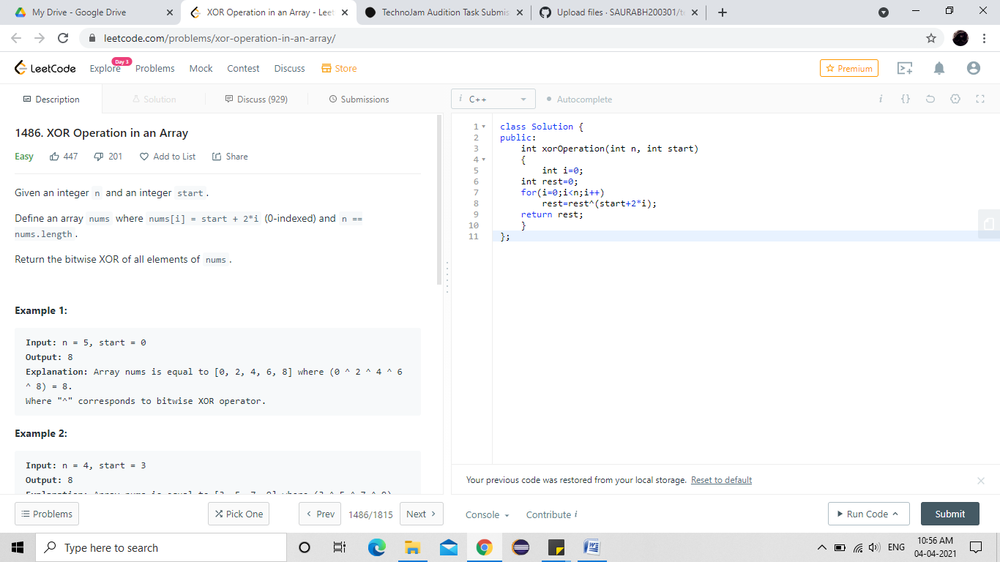 My Drive - Google Drive
XOR Operation in an Array - Leet
TechnoJam Audition Task Submis
Upload files · SAURABH200301/t
leetcode.com/problems/xor-operation-in-an-array/
LeetCode
Explore
Day 3
Problems
Mock
Contest
Discuss
Store
Premium
Description
Solution
Discuss (929)
Submissions
i C++
Autocomplete
1486. XOR Operation in an Array
Easy 447 201 Add to List Share
Given an integer n and an integer start .
Define an array nums where nums[i] = start + 2*i (0-indexed) and n ==
nums.length .
Return the bitwise XOR of all elements of nums .
Example 1:
Input: n = 5, start = 0
Output: 8
Explanation: Array nums is equal to [0, 2, 4, 6, 8] where (0 ^ 2 ^ 4 ^ 6
^ 8) = 8.
Where "^" corresponds to bitwise XOR operator.
Example 2:
Input: n = 4, start = 3
Output: 8
1 class Solution {
2 public:
3 int xorOperation(int n, int start)
4 {
5 int i=0;
6 int rest=0;
7 for(i=0;i<n;i++)
8 rest=rest^(start+2*i);
9 return rest;
10 }
11 };
Your previous code was restored from your local storage. Reset to default
Problems
Pick One
Prev
1486/1815
Next
Console
Contribute i
Run Code
Submit
Type here to search
ENG
10:56 AM
04-04-2021